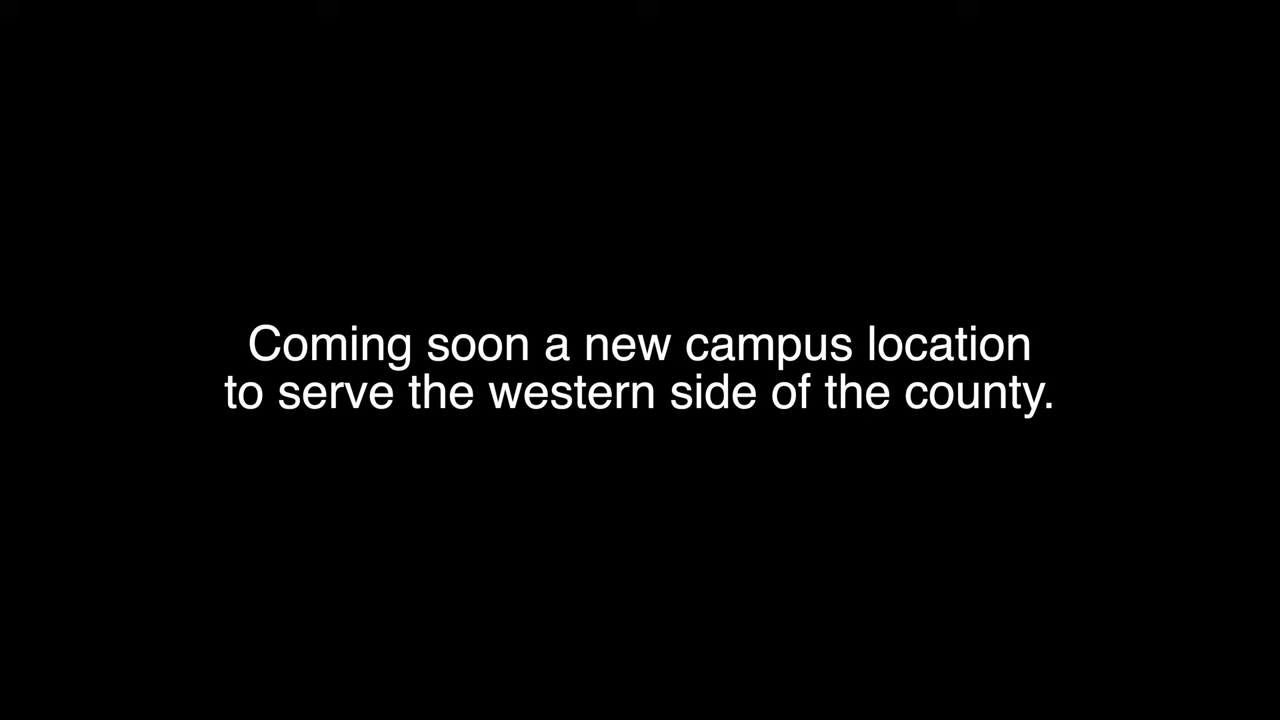 Coming soon a new campus location
to serve the western side of the county.